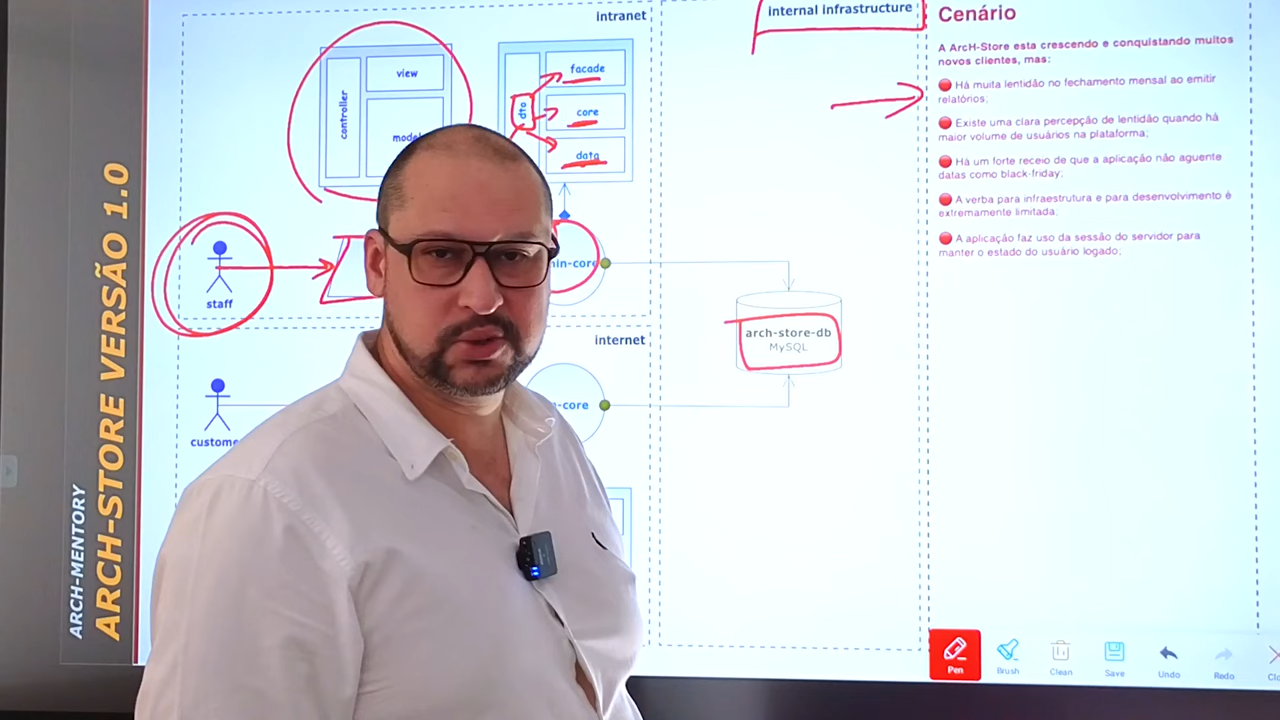 ARCH-MENTORY
ARCH-STORE VERSÃO 1.0
intranet
controller
view
model
dto
facade
core
data
staff
arch-store-db
MySQL
internet
internal infrastructure
Cenário
A ArcH-Store esta crescendo e conquistando muitos
novos clientes, mas:
Há muita lentidão no fechamento mensal ao emitir
relatórios;
Existe uma clara percepção de lentidão quando há
maior volume de usuários na plataforma;
Há um forte receio de que a aplicação não aguente
datas como black-friday;
A verba para infraestrutura e para desenvolvimento é
extremamente limitada;
A aplicação faz uso da sessão do servidor para
manter o estado do usuário logado;
Pen
Brush
Clean
Save
Undo
Redo